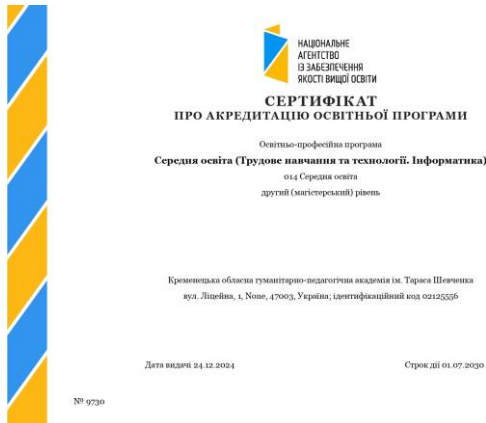 НАЦІОНАЛЬНЕ
АГЕНТСТВО
ІЗ ЗАБЕЗПЕЧЕННЯ
ЯКОСТІ ВИЩОЇ ОСВІТИ
СЕРТИФІКАТ
ПРО АКРЕДИТАЦІЮ ОСВІТНЬОЇ ПРОГРАМИ
Освітньо-професійна програма
Середня освіта (Трудове навчання та технології. Інформатика)
014 Середня освіта
другий (магістерський) рівень
Кременецька обласна гуманітарно-педагогічна академія ім. Тараса Шевченка
вул. Ліцейна, 1, None, 47003, Україна; ідентифікаційний код 02125556
Дата видачі 24.12.2024 Строк дії 01.07.2030
№ 9730